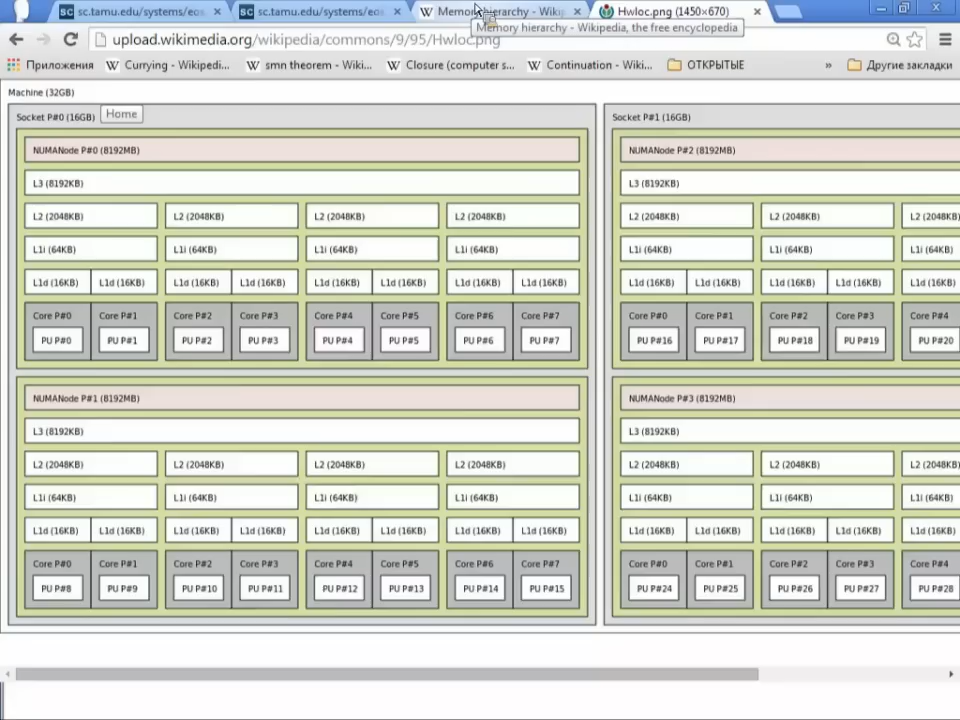 sc.tamu.edu/systems/eos
sc.tamu.edu/systems/eos
Memory hierarchy - Wiki
Hwloc.png (1450×670)
Memory hierarchy - Wikipedia, the free encyclopedia
upload.wikimedia.org/wikipedia/commons/9/95/Hwloc.png
Приложения
Currying - Wikipedi...
smn theorem - Wiki...
Closure (computer s...
Continuation - Wiki...
ОТКРЫТЫЕ
»
Другие закладки
Machine (32GB)
Socket P#0 (16GB)
Home
Socket P#1 (16GB)
NUMANode P#0 (8192MB)
NUMANode P#2 (8192MB)
L3 (8192KB)
L3 (8192KB)
L2 (2048KB) L2 (2048KB) L2 (2048KB) L2 (2048KB)
L2 (2048KB) L2 (2048KB) L2 (2048KB)
L1i (64KB) L1i (64KB) L1i (64KB) L1i (64KB)
L1i (64KB) L1i (64KB) L1i (64KB)
L1d (16KB) L1d (16KB) L1d (16KB) L1d (16KB) L1d (16KB) L1d (16KB) L1d (16KB) L1d (16KB)
L1d (16KB) L1d (16KB) L1d (16KB) L1d (16KB) L1d (16KB)
Core P#0 Core P#1 Core P#2 Core P#3 Core P#4 Core P#5 Core P#6 Core P#7
Core P#0 Core P#1 Core P#2 Core P#3 Core P#4
PU P#0 PU P#1 PU P#2 PU P#3 PU P#4 PU P#5 PU P#6 PU P#7
PU P#16 PU P#17 PU P#18 PU P#19 PU P#20
NUMANode P#1 (8192MB)
NUMANode P#3 (8192MB)
L3 (8192KB)
L3 (8192KB)
L2 (2048KB) L2 (2048KB) L2 (2048KB) L2 (2048KB)
L2 (2048KB) L2 (2048KB) L2 (2048KB)
L1i (64KB) L1i (64KB) L1i (64KB) L1i (64KB)
L1i (64KB) L1i (64KB) L1i (64KB)
L1d (16KB) L1d (16KB) L1d (16KB) L1d (16KB) L1d (16KB) L1d (16KB) L1d (16KB) L1d (16KB)
L1d (16KB) L1d (16KB) L1d (16KB) L1d (16KB) L1d (16KB)
Core P#0 Core P#1 Core P#2 Core P#3 Core P#4 Core P#5 Core P#6 Core P#7
Core P#0 Core P#1 Core P#2 Core P#3 Core P#4
PU P#8 PU P#9 PU P#10 PU P#11 PU P#12 PU P#13 PU P#14 PU P#15
PU P#24 PU P#25 PU P#26 PU P#27 PU P#28